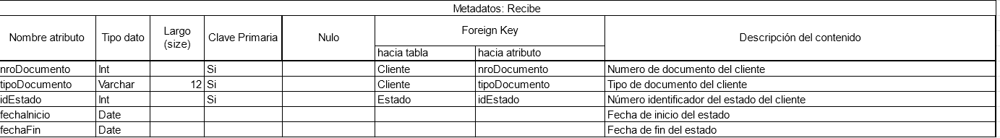 Metadatos: Recibe
Nombre atributo Tipo dato Largo (size) Clave Primaria Nulo Foreign Key Descripción del contenido
hacia tabla hacia atributo
nroDocumento Int Si Cliente nroDocumento Numero de documento del cliente
tipoDocumento Varchar 12 Si Cliente tipoDocumento Tipo de documento del cliente
idEstado Int Si Estado idEstado Número identificador del estado del cliente
fechaInicio Date Fecha de inicio del estado
fechaFin Date Fecha de fin del estado